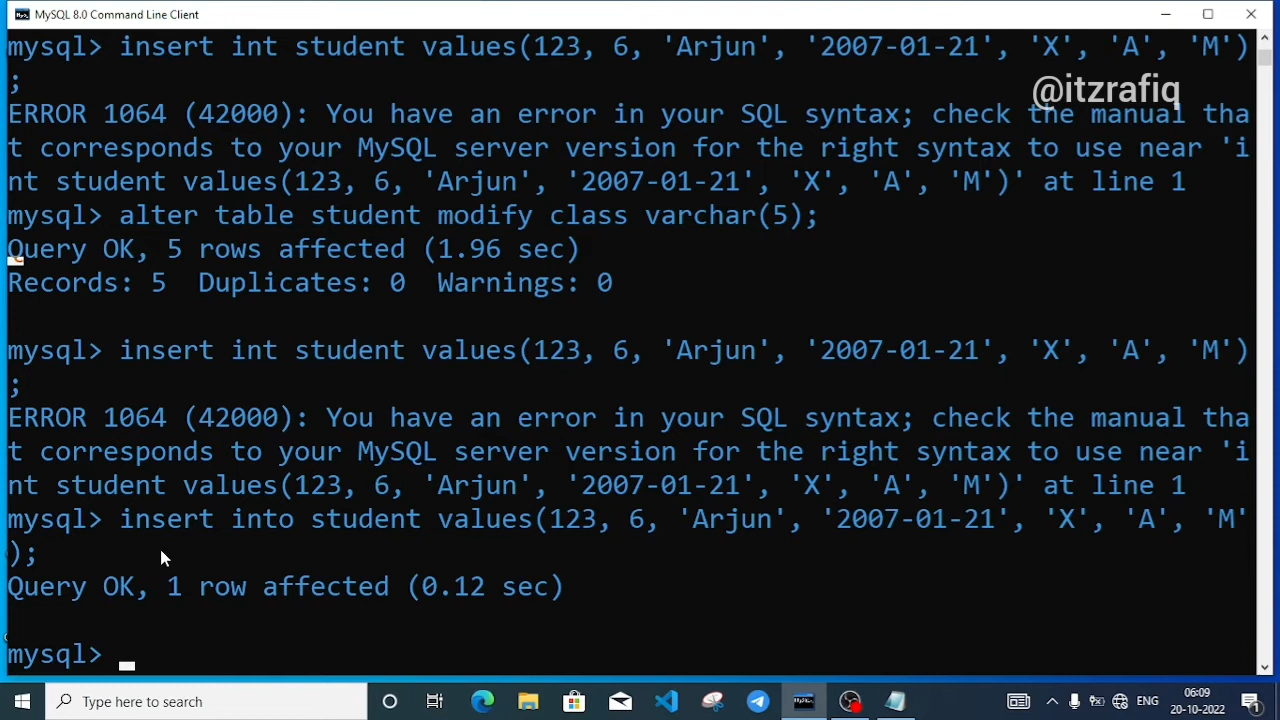 MySQL 8.0 Command Line Client
mysql> insert int student values(123, 6, 'Arjun', '2007-01-21', 'X', 'A', 'M')
;
@itzrafiq
ERROR 1064 (42000): You have an error in your SQL syntax; check the manual tha
t corresponds to your MySQL server version for the right syntax to use near 'i
nt student values(123, 6, 'Arjun', '2007-01-21', 'X', 'A', 'M')' at line 1
mysql> alter table student modify class varchar(5);
Query OK, 5 rows affected (1.96 sec)
Records: 5  Duplicates: 0  Warnings: 0
mysql> insert int student values(123, 6, 'Arjun', '2007-01-21', 'X', 'A', 'M')
;
ERROR 1064 (42000): You have an error in your SQL syntax; check the manual tha
t corresponds to your MySQL server version for the right syntax to use near 'i
nt student values(123, 6, 'Arjun', '2007-01-21', 'X', 'A', 'M')' at line 1
mysql> insert into student values(123, 6, 'Arjun', '2007-01-21', 'X', 'A', 'M'
);
Query OK, 1 row affected (0.12 sec)
mysql>
Type here to search
ENG
06:09
20-10-2022
1